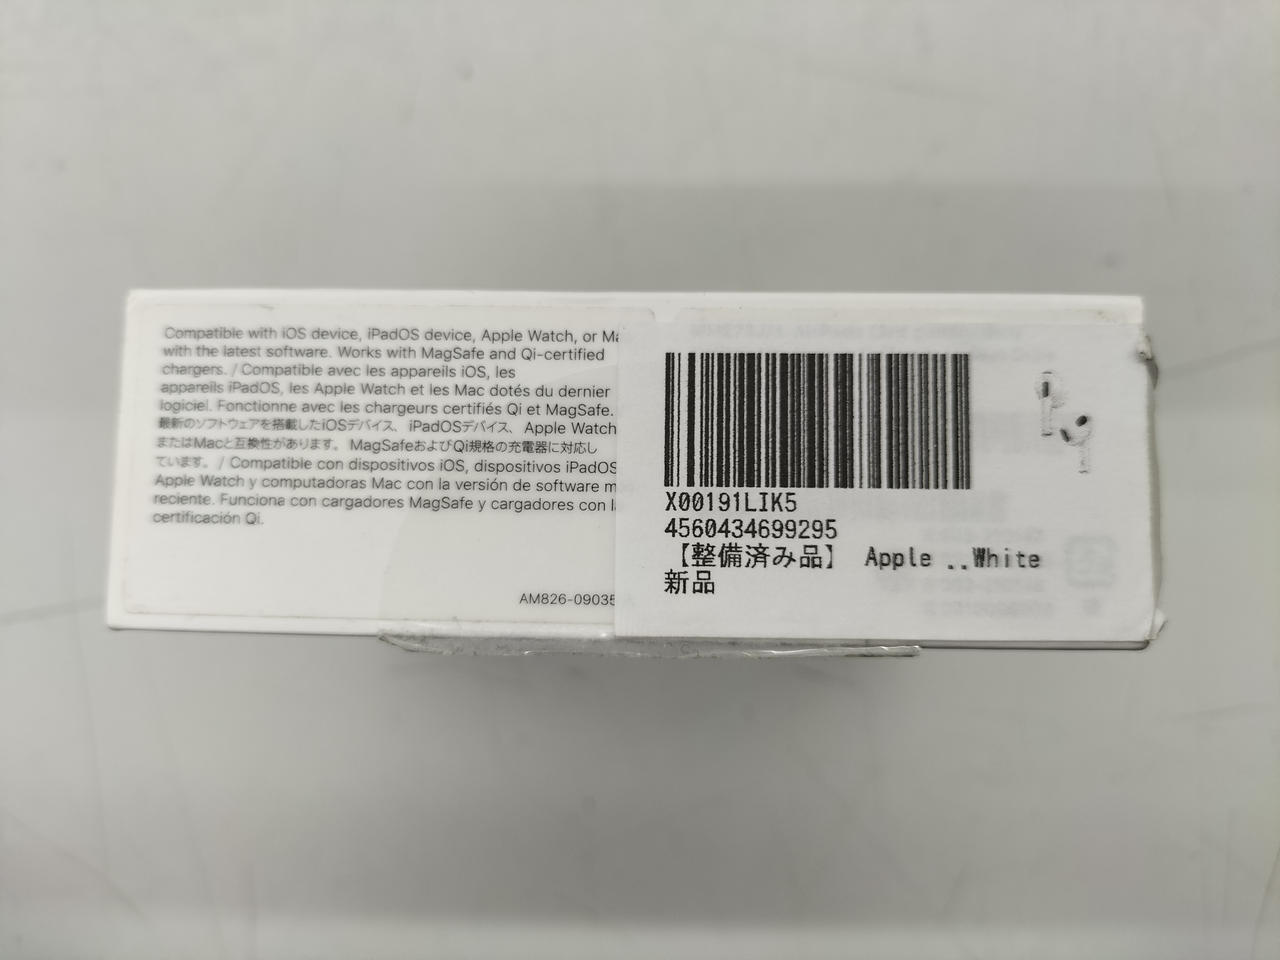 Compatible with iOS device, iPadOS device, Apple Watch, or Ma
with the latest software. Works with MagSafe and Qi-certified
chargers. / Compatible avec les appareils iOS, les
appareils iPadOS, les Apple Watch et les Mac dotés du dernier
logiciel. Fonctionne avec les chargeurs certifiés Qi et MagSafe.
最新のソフトウェアを搭載したiOSデバイス、iPadOSデバイス、Apple Watch
またはMacと互換性があります。 MagSafeおよびQi規格の充電器に対応し
ています。 / Compatible con dispositivos iOS, dispositivos iPadOS
Apple Watch y computadoras Mac con la versión de software m
reciente. Funciona con cargadores MagSafe y cargadores con
certificación Qi.
AM826-09035
X00191LIK5
4560434699295
【整備済み品】 Apple ..White
新品